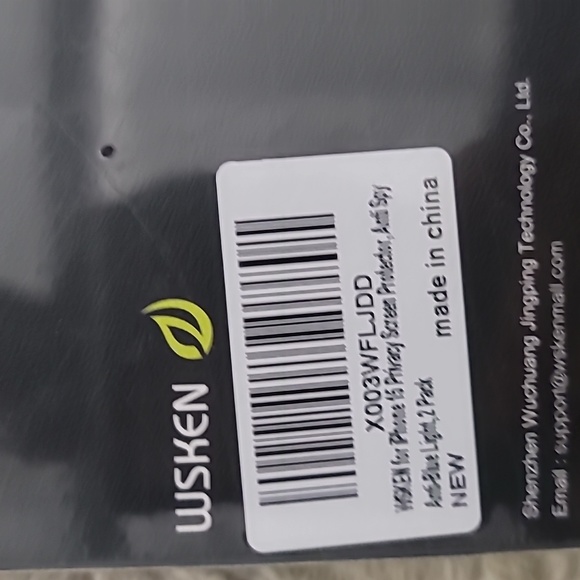 WSKEN
X003WFLJDD
WSKEN for iPhone 15 Privacy Screen Protector, Anti Spy
Anti-Blue Light,2 Pack
NEW
made in china
Shenzhen Wuchuang Jingping Technology Co., Ltd.
Email : support@wskenmall.com